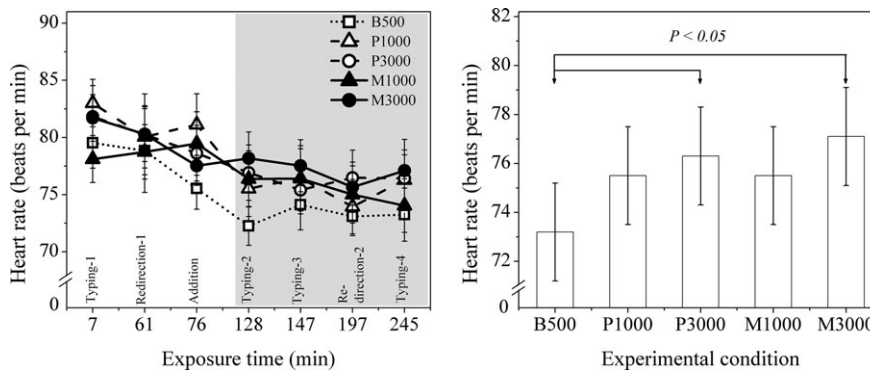 Heart rate (beats per min)
90
85
80
75
70
0
B500
P1000
P3000
M1000
M3000
Typing-1
Redirection-1
Addition
Typing-2
Typing-3
Re-
direction-2
Typing-4
7 61 76 128 147 197 245
Exposure time (min)
Heart rate (beats per min)
82
80
78
76
74
72
0
P < 0.05
B500 P1000 P3000 M1000 M3000
Experimental condition